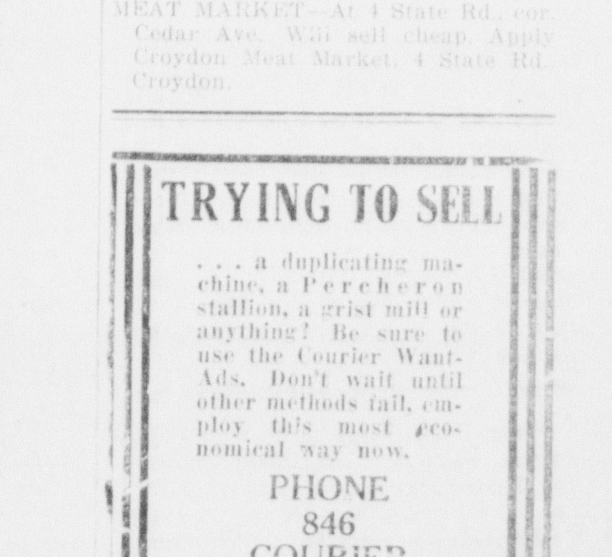 MEAT MARKET—At 4 State Rd., cor.
Cedar Ave. Will sell cheap. Apply
Croydon Meat Market, 4 State Rd.,
Croydon.
TRYING TO SELL
. . . a duplicating ma-
chine, a Percheron
stallion, a grist mill or
anything? Be sure to
use the Courier Want-
Ads. Don't wait until
other methods fail, em-
ploy this most eco-
nomical way now.
PHONE
846
COURIER